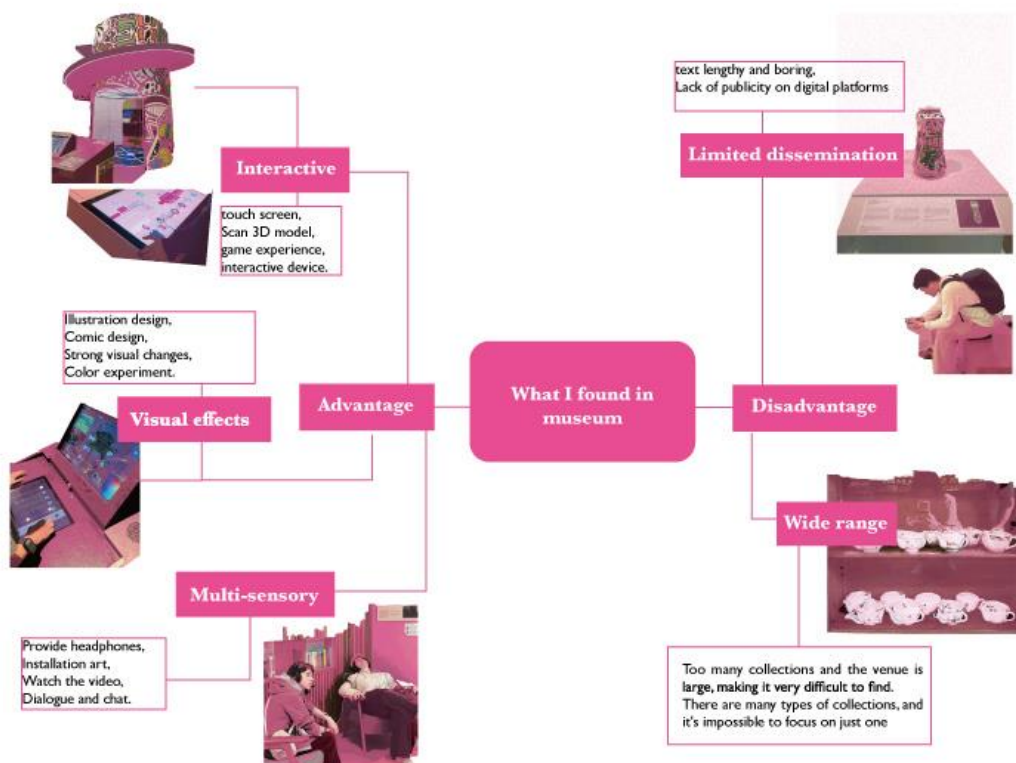 What I found in
museum
Advantage
Interactive
touch screen,
Scan 3D model,
game experience,
interactive device.
Visual effects
Illustration design,
Comic design,
Strong visual changes,
Color experiment.
Multi-sensory
Provide headphones,
Installation art,
Watch the video,
Dialogue and chat.
Disadvantage
Limited dissemination
text lengthy and boring,
Lack of publicity on digital platforms
Wide range
Too many collections and the venue is
large, making it very difficult to find.
There are many types of collections, and
it's impossible to focus on just one